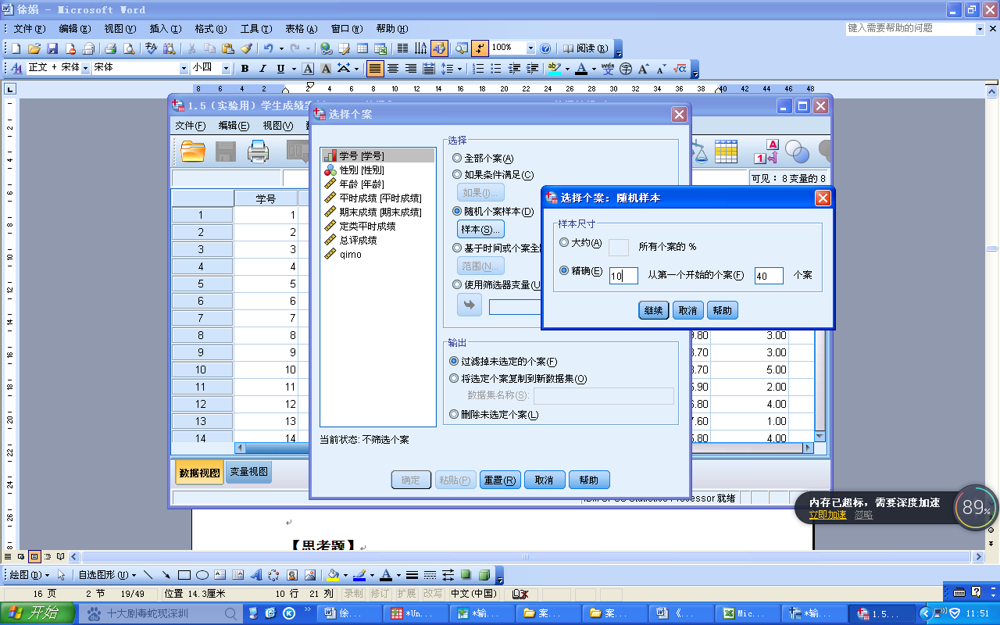 徐娟 - Microsoft Word
文件(F) 编辑(E) 视图(V) 插入(I) 格式(O) 工具(T) 表格(A) 窗口(W) 帮助(H) 键入需要帮助的问题
100% 阅读(R)
正文 + 宋体 宋体 小四 B I U A A
8 6 4 2 2 4 6 8 10 12 14 16 18 20 22 24 26 28 30 32 34 36 38 40 42 44 46 48
1.5（实验用）学生成绩
文件(F) 编辑(E) 视图(V)
可见： 8 变量的 8
学号
1 1
2 2
3 3
4 4
5 5
6 6
7 7
8 8 9.80 3.00
9 9 3.70 3.00
10 10 3.70 5.00
11 11 5.90 2.00
12 12 6.80 4.00
13 13 7.60 1.00
14 14 5.80 4.00
数据视图 变量视图
IBM SPSS Statistics Processor 就绪
选择个案
学号 [学号]
性别 [性别]
年龄 [年龄]
平时成绩 [平时成绩]
期末成绩 [期末成绩]
定类平时成绩
总评成绩
qimo
选择
全部个案(A)
如果条件满足(C)
如果(I)...
随机个案样本(D)
样本(S)...
基于时间或个案全
范围(N...
使用筛选器变量(U
输出
过滤掉未选定的个案(F)
将选定个案复制到新数据集(O)
数据集名称(S):
删除未选定个案(L)
当前状态: 不筛选个案
确定 粘贴(P) 重置(R) 取消 帮助
选择个案: 随机样本
样本尺寸
大约(A) 所有个案的 %
精确(E) 10 从第一个开始的个案(F) 40 个案
继续 取消 帮助
内存已超标，需要深度加速
立即加速 忽略
89%
【思考题】
绘图(D) 自选图形(U)
16 页 2 节 19/49 位置 14.3厘米 10 行 21 列 录制 修订 扩展 改写 中文(中国)
开始 十大剧毒蛇现深圳 徐... *Un... *输... 案... 案... 《... Mic... *输... 1.5... 11:51